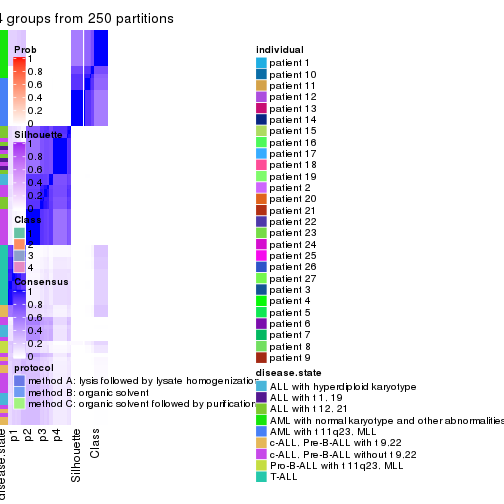 4 groups from 250 partitions
Prob
1
0.8
0.6
0.4
0.2
0
Silhouette
1
0.8
0.6
0.4
0.2
0
Class
1
2
3
4
Consensus
1
0.8
0.6
0.4
0.2
0
protocol
method A: lysis followed by lysate homogenization
method B: organic solvent
method C: organic solvent followed by purification
disease.state
p1
p2
p3
p4
Silhouette
Class
individual
patient 1
patient 10
patient 11
patient 12
patient 13
patient 14
patient 15
patient 16
patient 17
patient 18
patient 19
patient 2
patient 20
patient 21
patient 22
patient 23
patient 24
patient 25
patient 26
patient 27
patient 3
patient 4
patient 5
patient 6
patient 7
patient 8
patient 9
disease.state
ALL with hyperdiploid karyotype
ALL with t 1. 19
ALL with t 12. 21
AML with normal karyotype and other abnormalities
AML with t 11q23. MLL
c-ALL. Pre-B-ALL with t 9.22
c-ALL. Pre-B-ALL without t 9.22
Pro-B-ALL with t 11q23. MLL
T-ALL